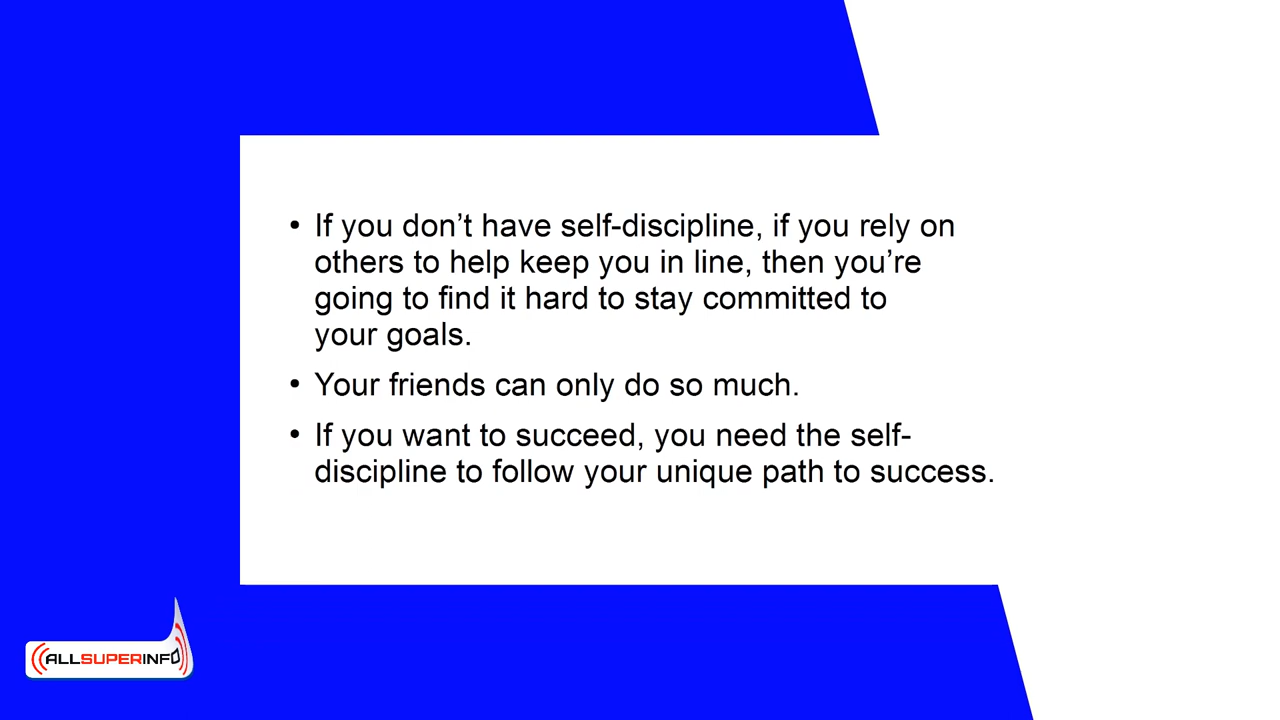 • If you don’t have self-discipline, if you rely on
others to help keep you in line, then you’re
going to find it hard to stay committed to
your goals.
• Your friends can only do so much.
• If you want to succeed, you need the self-
discipline to follow your unique path to success.
ALLSUPERINFO